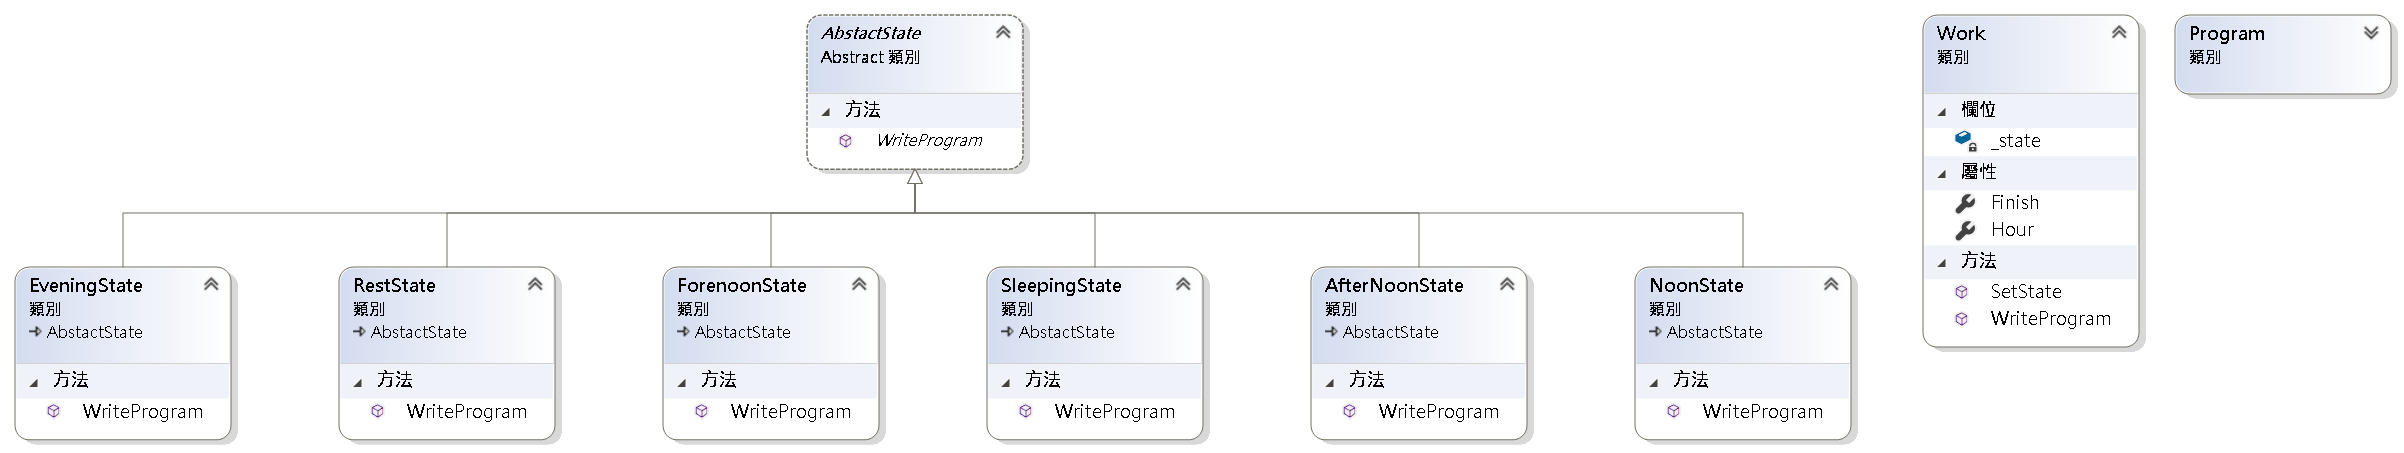 AbstactState
Abstract 類別
方法
WriteProgram
Work
類別
欄位
_state
屬性
Finish
Hour
方法
SetState
WriteProgram
Program
類別
EveningState
類別
AbstactState
方法
WriteProgram
RestState
類別
AbstactState
方法
WriteProgram
ForenoonState
類別
AbstactState
方法
WriteProgram
SleepingState
類別
AbstactState
方法
WriteProgram
AfterNoonState
類別
AbstactState
方法
WriteProgram
NoonState
類別
AbstactState
方法
WriteProgram